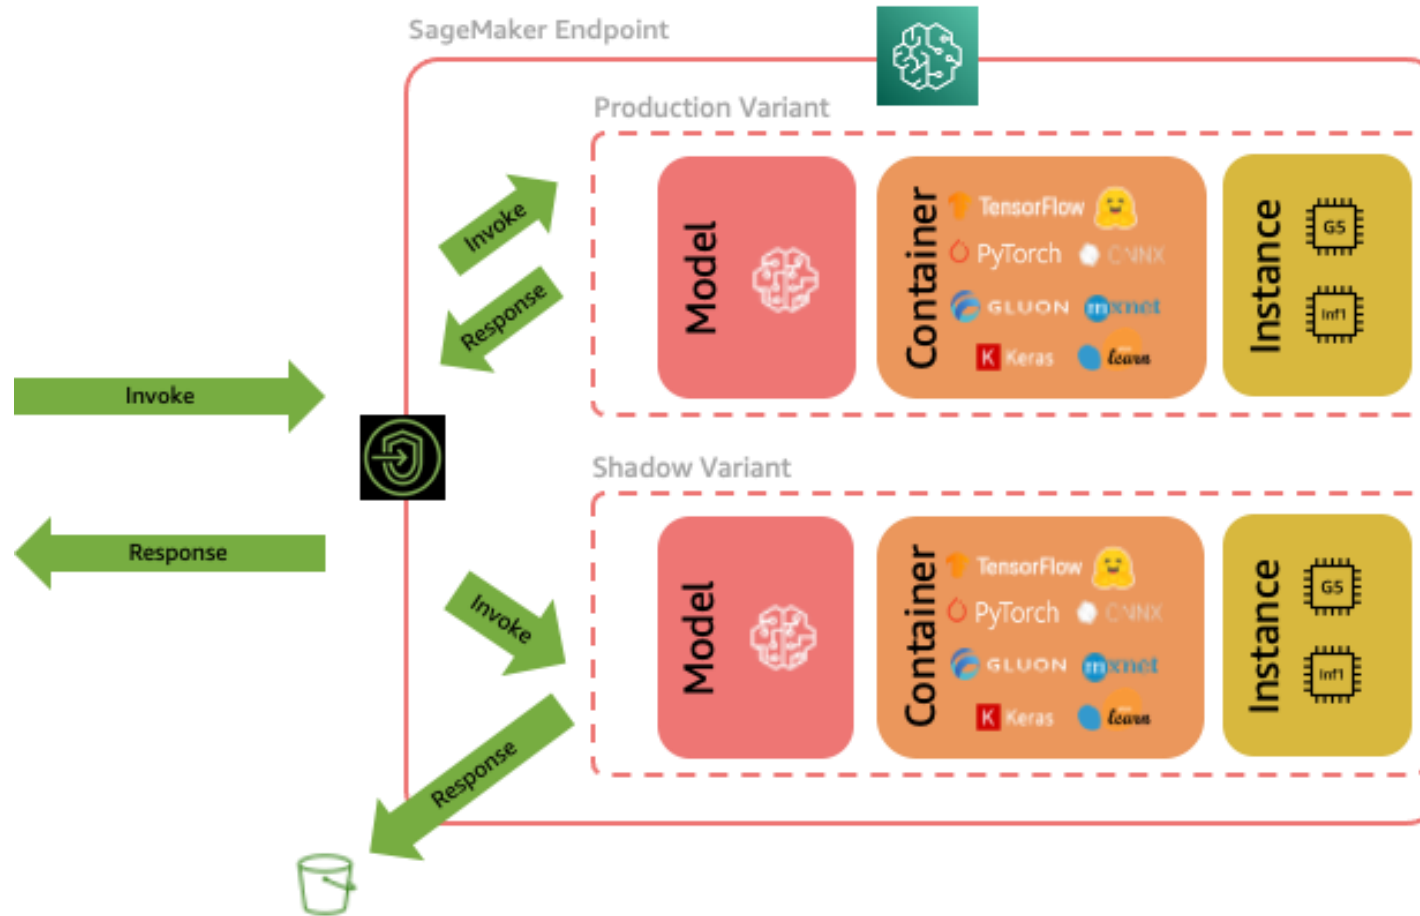 SageMaker Endpoint
Production Variant
Invoke
Response
Model
Container
TensorFlow
PyTorch
ONNX
GLUON
mxnet
K Keras
learn
Instance
G5
Inf1
Invoke
Response
Shadow Variant
Invoke
Response
Model
Container
TensorFlow
PyTorch
ONNX
GLUON
mxnet
K Keras
learn
Instance
G5
Inf1